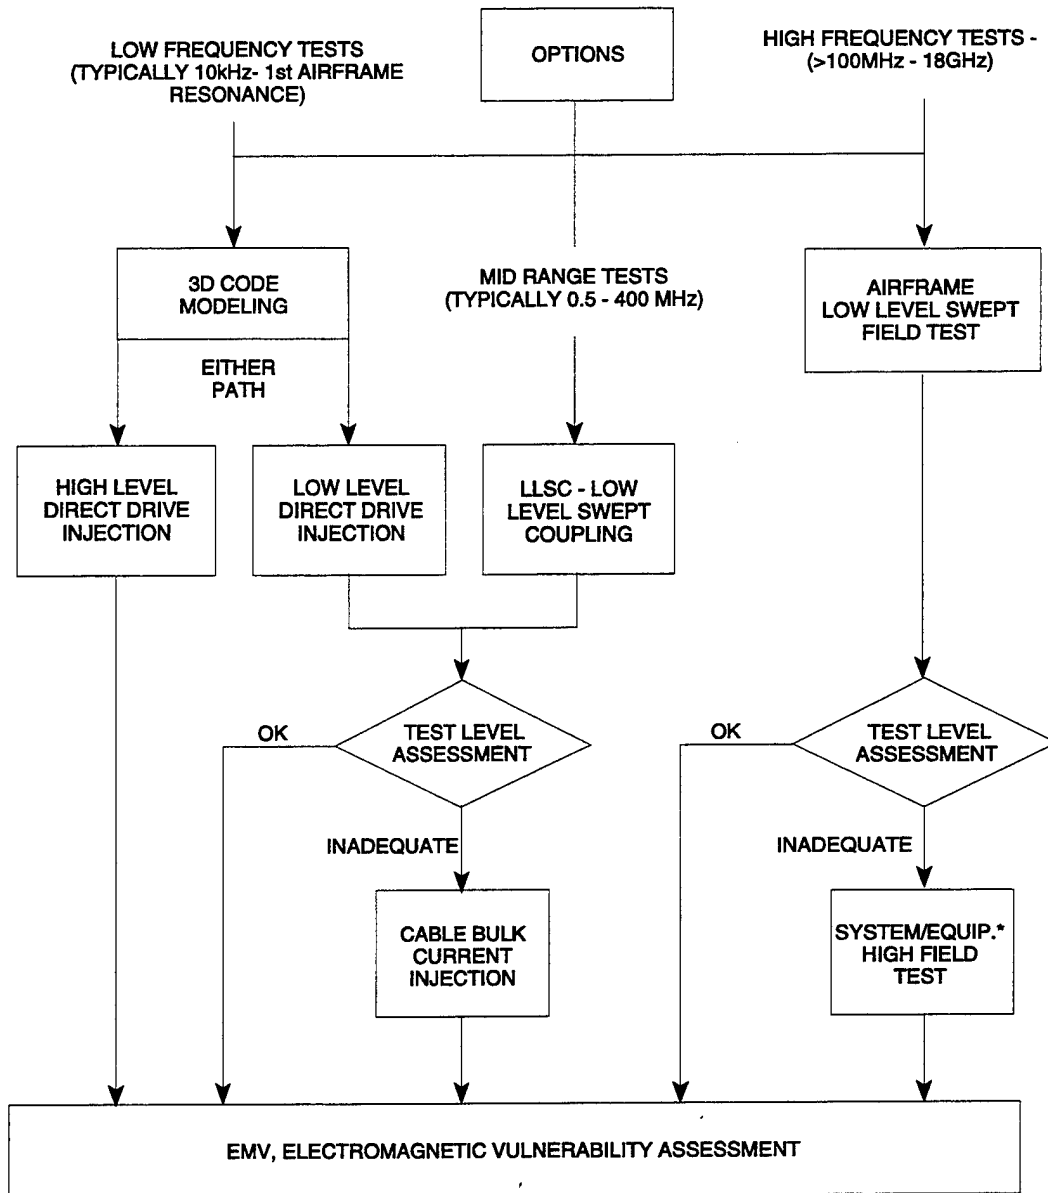 LOW FREQUENCY TESTS
(TYPICALLY 10kHz- 1st AIRFRAME
RESONANCE)
OPTIONS
HIGH FREQUENCY TESTS -
(>100MHz - 18GHz)
3D CODE
MODELING
MID RANGE TESTS
(TYPICALLY 0.5 - 400 MHz)
AIRFRAME
LOW LEVEL SWEPT
FIELD TEST
EITHER
PATH
HIGH LEVEL
DIRECT DRIVE
INJECTION
LOW LEVEL
DIRECT DRIVE
INJECTION
LLSC - LOW
LEVEL SWEPT
COUPLING
OK
TEST LEVEL
ASSESSMENT
OK
TEST LEVEL
ASSESSMENT
INADEQUATE
INADEQUATE
CABLE BULK
CURRENT
INJECTION
SYSTEM/EQUIP.*
HIGH FIELD
TEST
EMV, ELECTROMAGNETIC VULNERABILITY ASSESSMENT